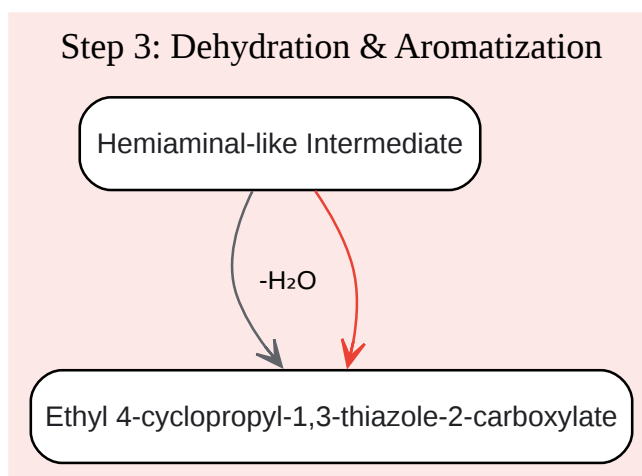 Step 3: Dehydration & Aromatization
Hemiaminal-like Intermediate
-H₂O
Ethyl 4-cyclopropyl-1,3-thiazole-2-carboxylate